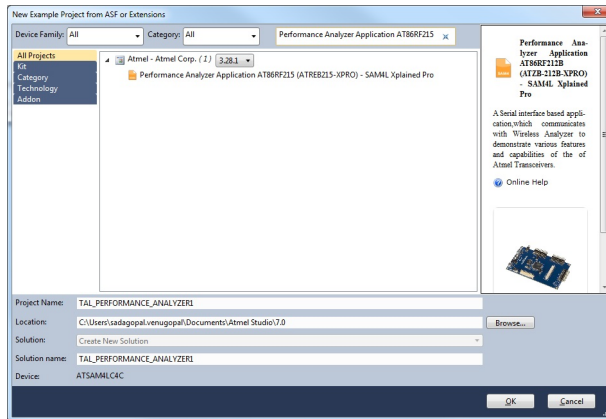 New Example Project from ASF or Extensions
Device Family: All Category: All Performance Analyzer Application AT86RF215 x
All Projects
Kit
Category
Technology
Addon
Atmel - Atmel Corp. (1) 3.28.1
Performance Analyzer Application AT86RF215 (ATREB215-XPRO) - SAM4L Xplained Pro
Performance Ana-
lyzer Application
AT86RF212B
(ATZB-212B-XPRO)
- SAM4L Xplained
Pro
A Serial interface based appli-
cation,which communicates
with Wireless Analyzer to
demonstrate various features
and capabilities of the of
Atmel Transceivers.
Online Help
Project Name: TAL_PERFORMANCE_ANALYZER1
Location: C:\Users\sadagopal.venugopal\Documents\Atmel Studio\7.0 Browse...
Solution: Create New Solution
Solution name: TAL_PERFORMANCE_ANALYZER1
Device: ATSAM4LC4C
OK Cancel